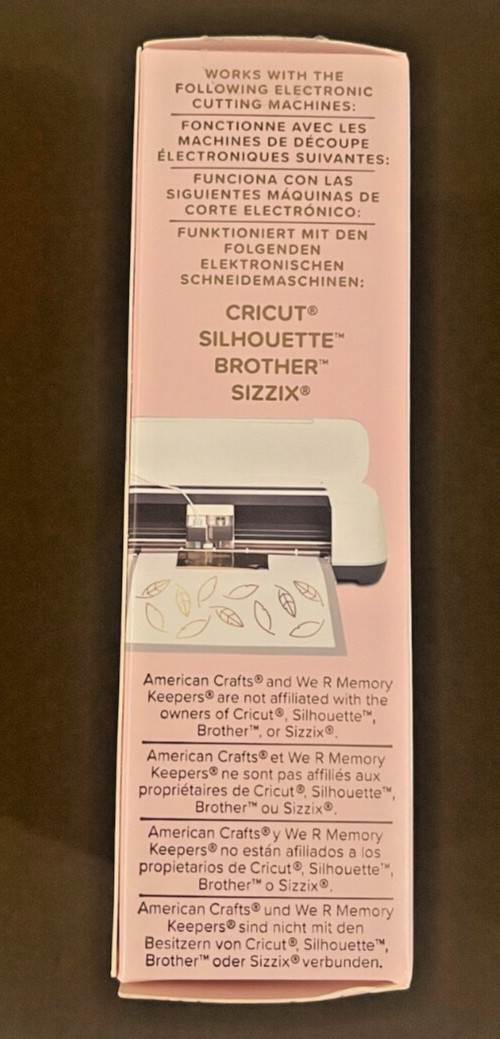 WORKS WITH THE
FOLLOWING ELECTRONIC
CUTTING MACHINES:
FONCTIONNE AVEC LES
MACHINES DE DÉCOUPE
ÉLECTRONIQUES SUIVANTES:
FUNCIONA CON LAS
SIGUIENTES MÁQUINAS DE
CORTE ELECTRÓNICO:
FUNKTIONIERT MIT DEN
FOLGENDEN
ELEKTRONISCHEN
SCHNEIDEMASCHINEN:
CRICUT®
SILHOUETTE™
BROTHER™
SIZZIX®
American Crafts® and We R Memory
Keepers® are not affiliated with the
owners of Cricut®, Silhouette™,
Brother™, or Sizzix®.
American Crafts® et We R Memory
Keepers® ne sont pas affiliés aux
propriétaires de Cricut®, Silhouette™,
Brother™ ou Sizzix®.
American Crafts® y We R Memory
Keepers® no están afiliados a los
propietarios de Cricut®, Silhouette™,
Brother™ o Sizzix®.
American Crafts® und We R Memory
Keepers® sind nicht mit den
Besitzern von Cricut®, Silhouette™,
Brother™ oder Sizzix® verbunden.